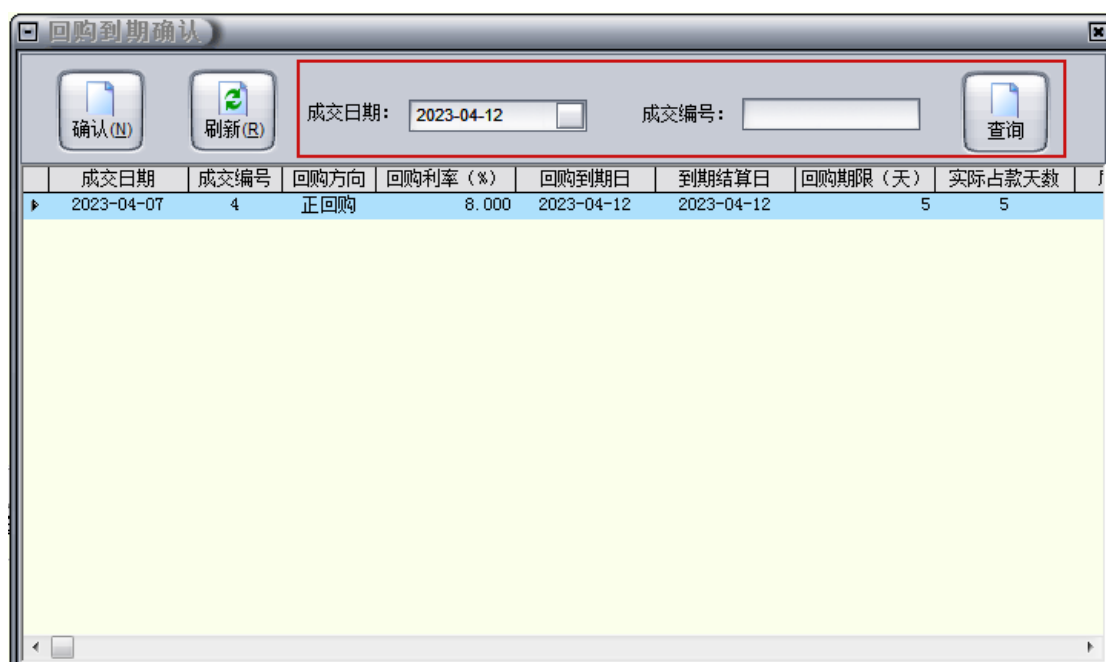 回购到期确认
确认(N) 刷新(R) 成交日期： 2023-04-12 成交编号： 查询
成交日期 成交编号 回购方向 回购利率（%） 回购到期日 到期结算日 回购期限（天） 实际占款天数
2023-04-07 4 正回购 8.000 2023-04-12 2023-04-12 5 5